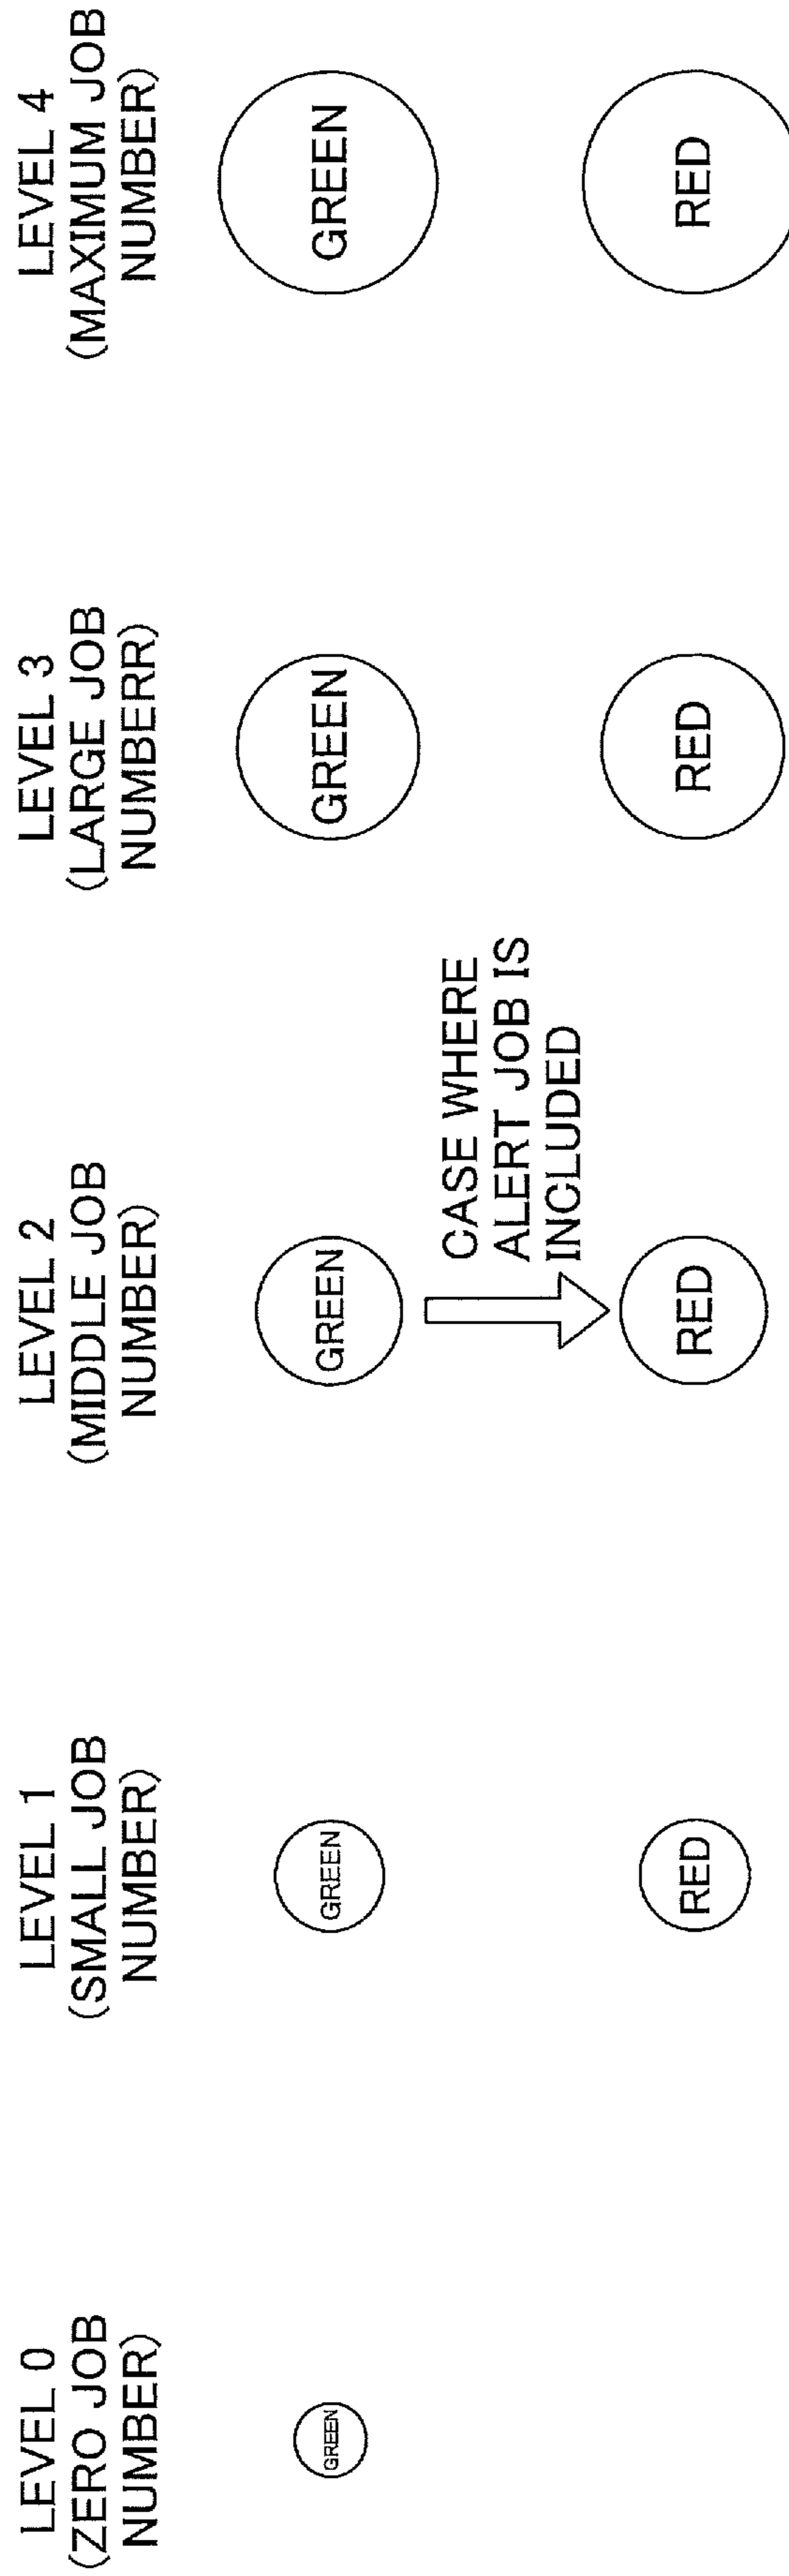 LEVEL 0
(ZERO JOB
NUMBER)
LEVEL 1
(SMALL JOB
NUMBER)
LEVEL 2
(MIDDLE JOB
NUMBER)
LEVEL 3
(LARGE JOB
NUMBERR)
LEVEL 4
(MAXIMUM JOB
NUMBER)
GREEN
GREEN
GREEN
GREEN
GREEN
CASE WHERE
ALERT JOB IS
INCLUDED
RED
RED
RED
RED